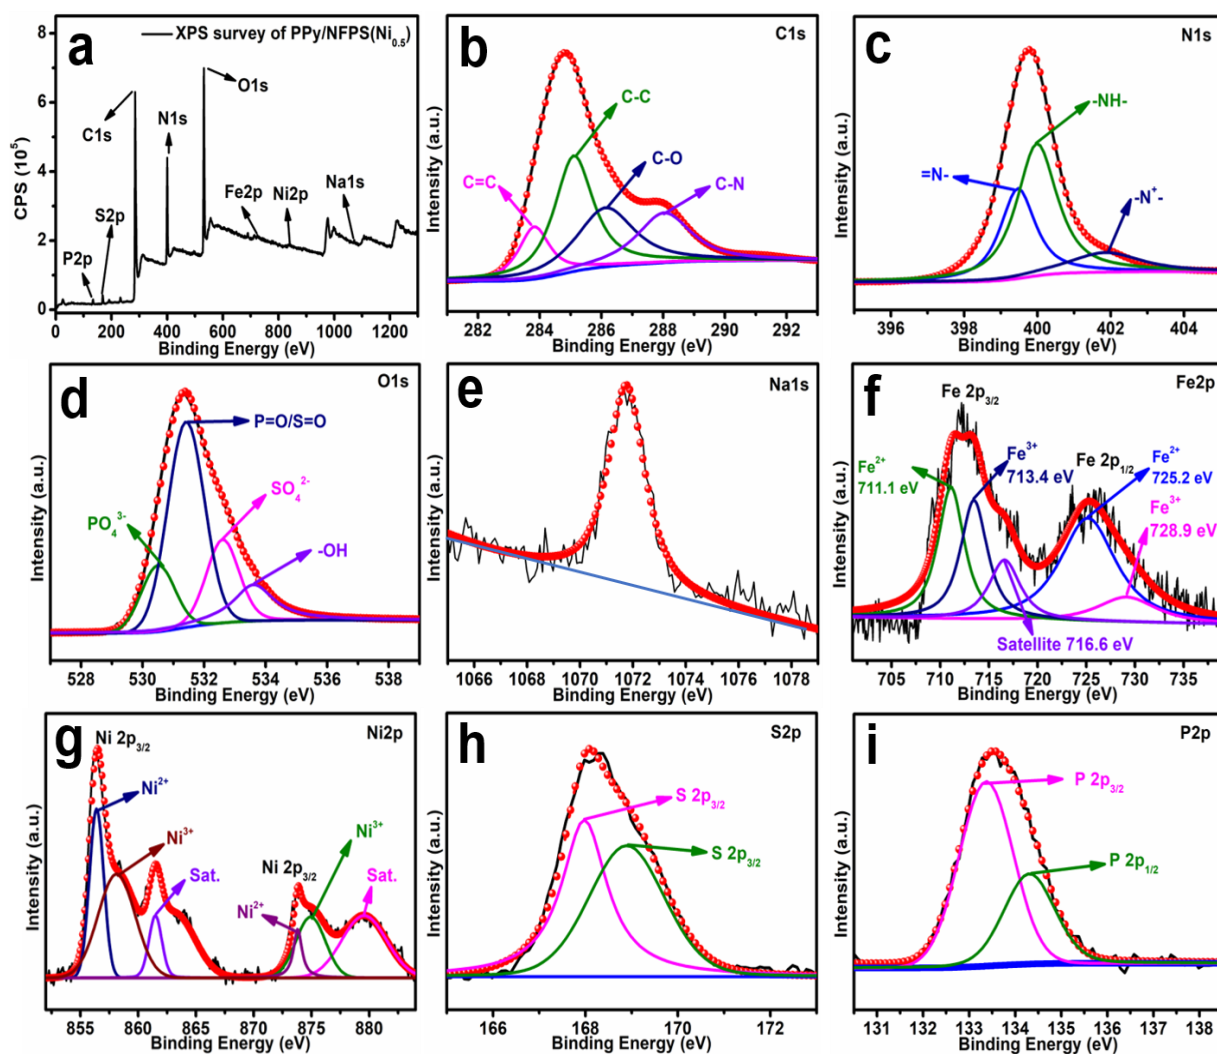 a
XPS survey of PPy/NFPS(Ni0.5)
O1s
C1s
N1s
S2p
P2p
Fe2p
Ni2p
Na1s
CPS (10^5)
0 2 4 6 8
0 200 400 600 800 1000 1200
Binding Energy (eV)
b
C1s
C-C
C-O
C=C
C-N
Intensity (a.u.)
282 284 286 288 290 292
Binding Energy (eV)
c
N1s
-NH-
=N-
-N+-
Intensity (a.u.)
396 398 400 402 404
Binding Energy (eV)
d
O1s
P=O/S=O
SO4^2-
PO4^3-
-OH
Intensity (a.u.)
528 530 532 534 536 538
Binding Energy (eV)
e
Na1s
Intensity (a.u.)
1066 1068 1070 1072 1074 1076 1078
Binding Energy (eV)
f
Fe2p
Fe 2p3/2
Fe2+
711.1 eV
Fe3+
713.4 eV
Fe 2p1/2
Fe2+
725.2 eV
Fe3+
728.9 eV
Satellite 716.6 eV
Intensity (a.u.)
705 710 715 720 725 730 735
Binding Energy (eV)
g
Ni2p
Ni 2p3/2
Ni2+
Ni3+
Sat.
Ni 2p3/2
Ni3+
Ni2+
Sat.
Intensity (a.u.)
855 860 865 870 875 880
Binding Energy (eV)
h
S2p
S 2p3/2
S 2p3/2
Intensity (a.u.)
166 168 170 172
Binding Energy (eV)
i
P2p
P 2p3/2
P 2p1/2
Intensity (a.u.)
131 132 133 134 135 136 137 138
Binding Energy (eV)